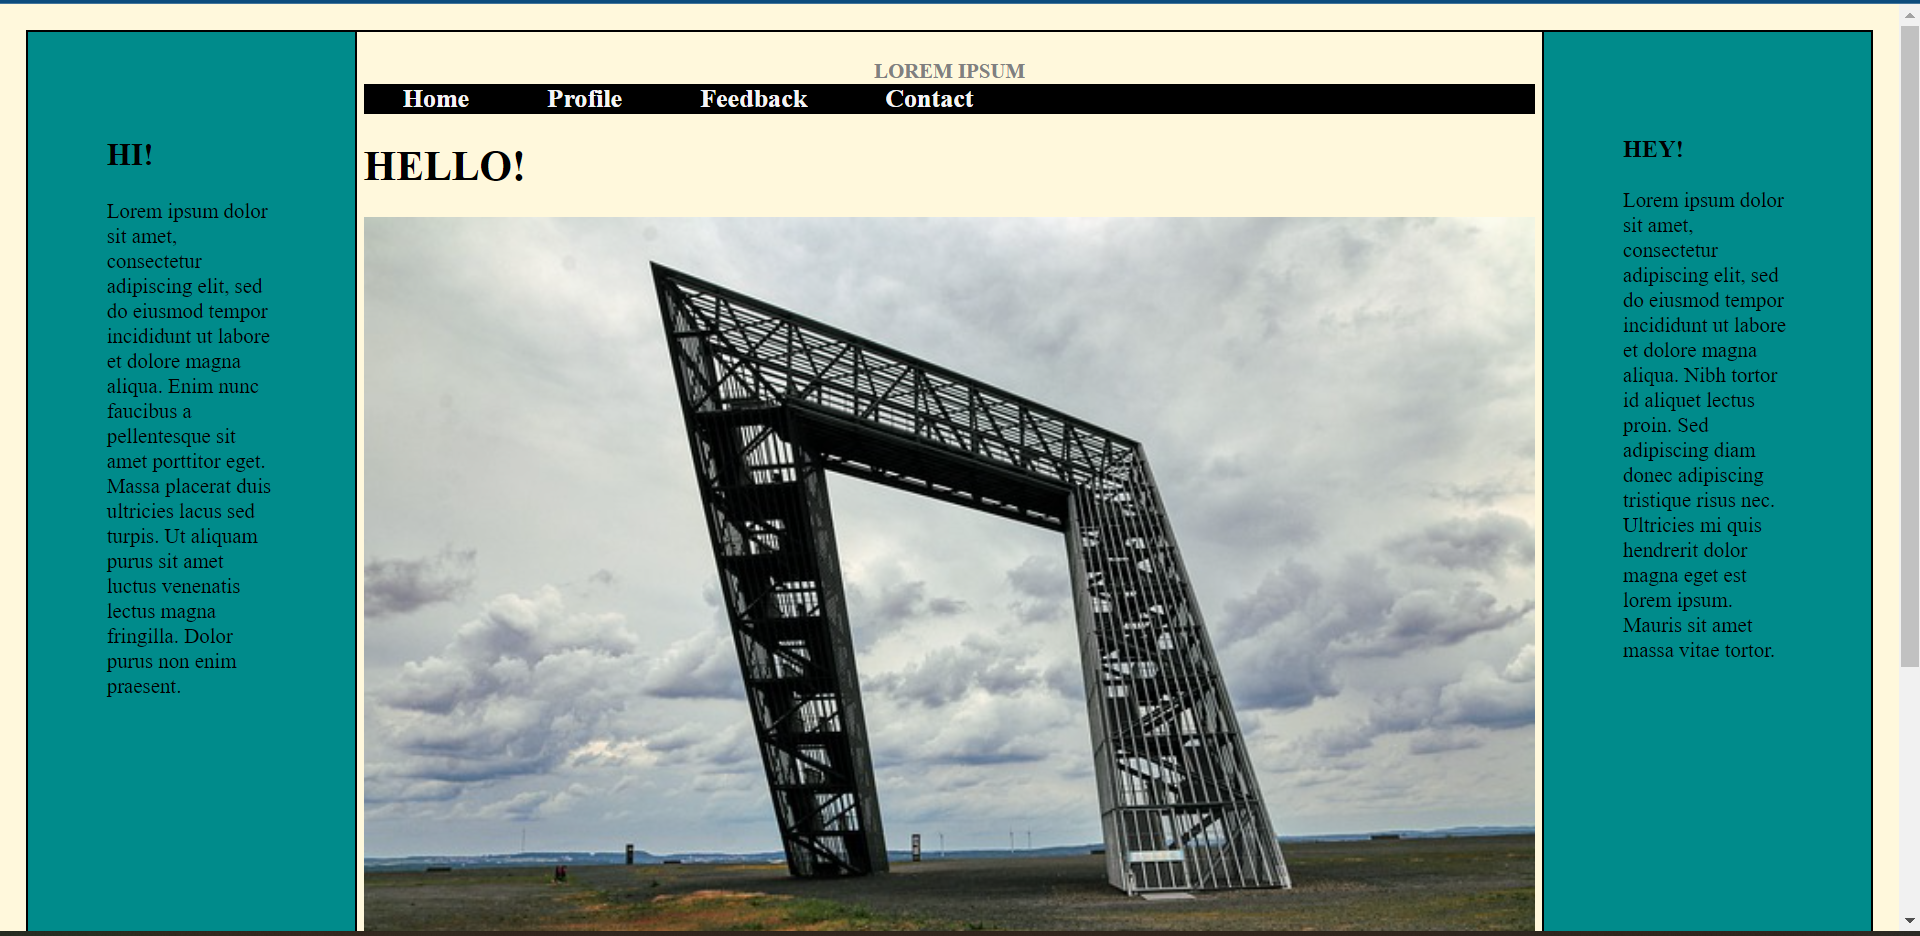 LOREM IPSUM
Home Profile Feedback Contact
HI!
Lorem ipsum dolor
sit amet,
consectetur
adipiscing elit, sed
do eiusmod tempor
incididunt ut labore
et dolore magna
aliqua. Enim nunc
faucibus a
pellentesque sit
amet porttitor eget.
Massa placerat duis
ultricies lacus sed
turpis. Ut aliquam
purus sit amet
luctus venenatis
lectus magna
fringilla. Dolor
purus non enim
praesent.
HELLO!
HEY!
Lorem ipsum dolor
sit amet,
consectetur
adipiscing elit, sed
do eiusmod tempor
incididunt ut labore
et dolore magna
aliqua. Nibh tortor
id aliquet lectus
proin. Sed
adipiscing diam
donec adipiscing
tristique risus nec.
Ultricies mi quis
hendrerit dolor
magna eget est
lorem ipsum.
Mauris sit amet
massa vitae tortor.